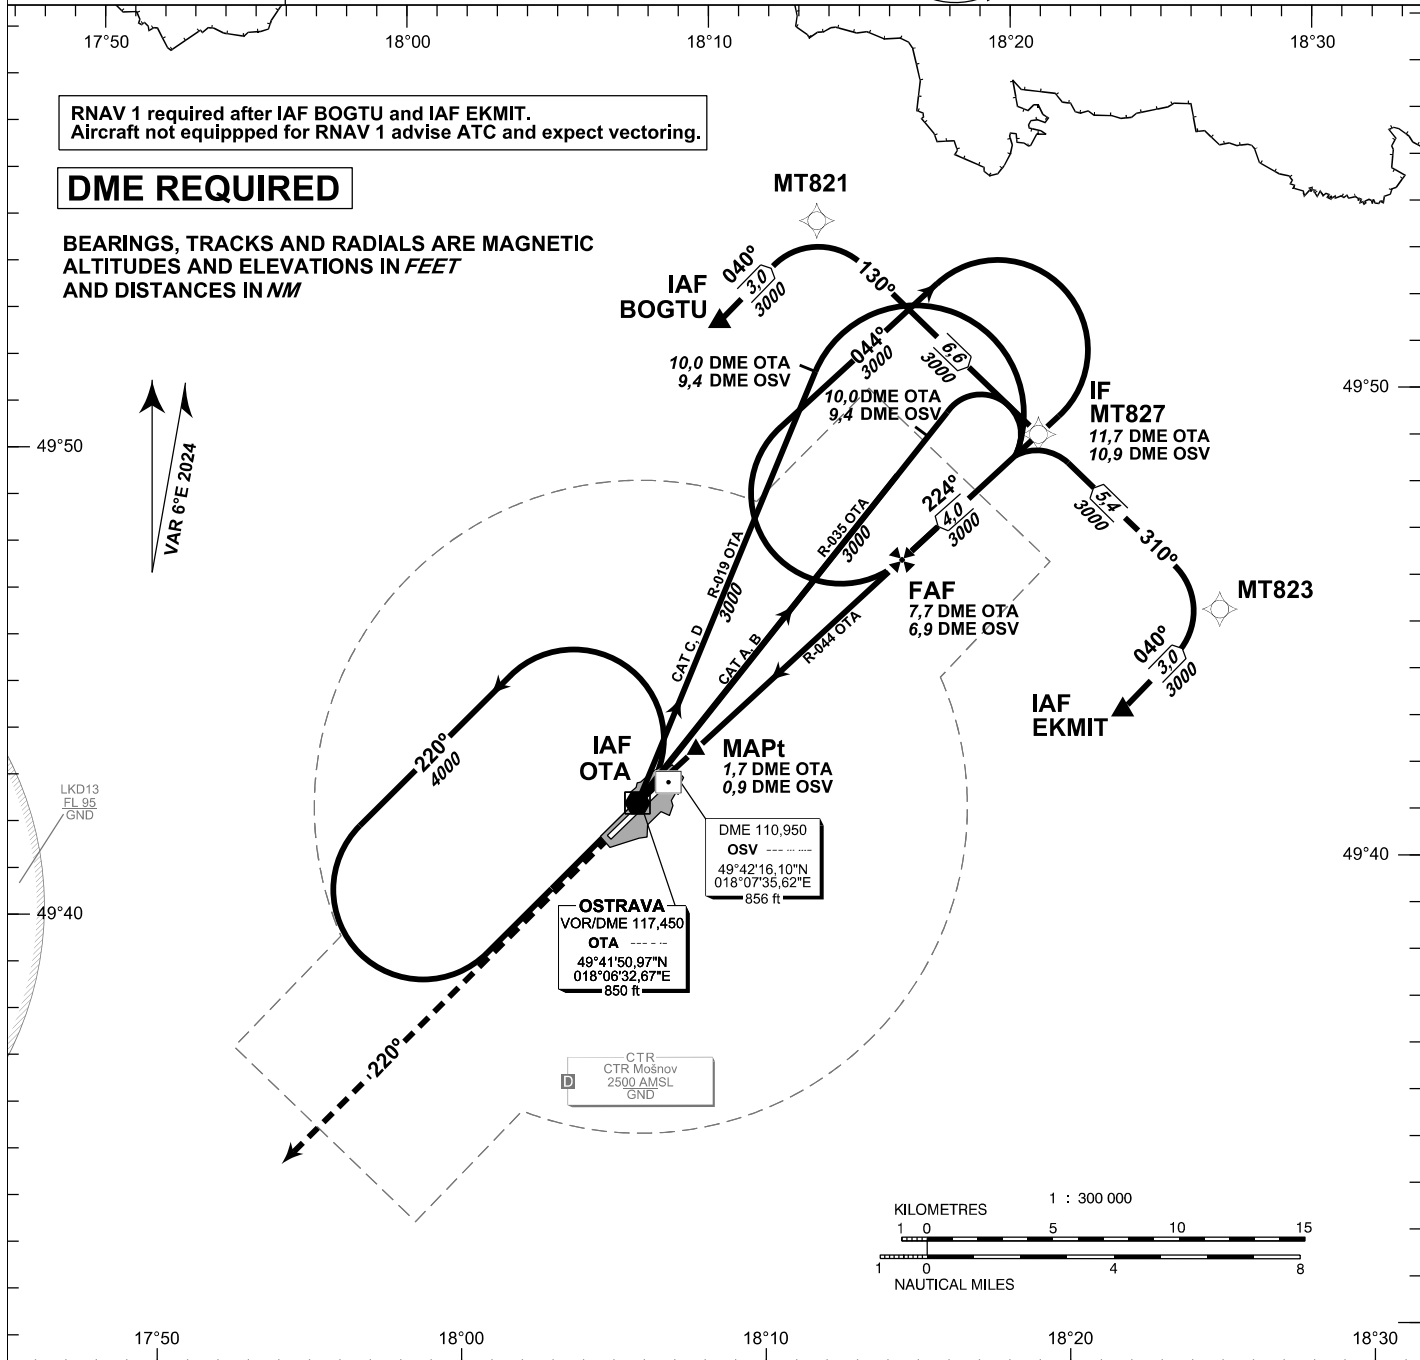 17°50'
18°00'
18°10'
18°20'
18°30'
RNAV 1 required after IAF BOGTU and IAF EKMIT.
Aircraft not equippped for RNAV 1 advise ATC and expect vectoring.
DME REQUIRED
BEARINGS, TRACKS AND RADIALS ARE MAGNETIC
ALTITUDES AND ELEVATIONS IN FEET
AND DISTANCES IN NM
MT821
040°
3,0
3000
IAF
BOGTU
130°
6,6
3000
044°
3000
10,0 DME OTA
9,4 DME OSV
10,0 DME OTA
9,4 DME OSV
IF
MT827
11,7 DME OTA
10,9 DME OSV
49°50'
49°50'
VAR 6°E 2024
224°
4,0
3000
5,4
3000
310°
MT823
R-019 OTA
3000
R-035 OTA
3000
FAF
7,7 DME OTA
6,9 DME OSV
CAT C, D
CAT A, B
R-044 OTA
040°
3,0
3000
IAF
EKMIT
220°
4000
IAF
OTA
MAPt
1,7 DME OTA
0,9 DME OSV
LKD13
FL 95
GND
DME 110,950
OSV
49°42'16,10"N
018°07'35,62"E
856 ft
49°40'
49°40'
OSTRAVA
VOR/DME 117,450
OTA
49°41'50,97"N
018°06'32,67"E
850 ft
220°
CTR
CTR Mošnov
D
2500 AMSL
GND
1 : 300 000
KILOMETRES
1 0 5 10 15
1 0 4 8
NAUTICAL MILES
17°50'
18°00'
18°10'
18°20'
18°30'